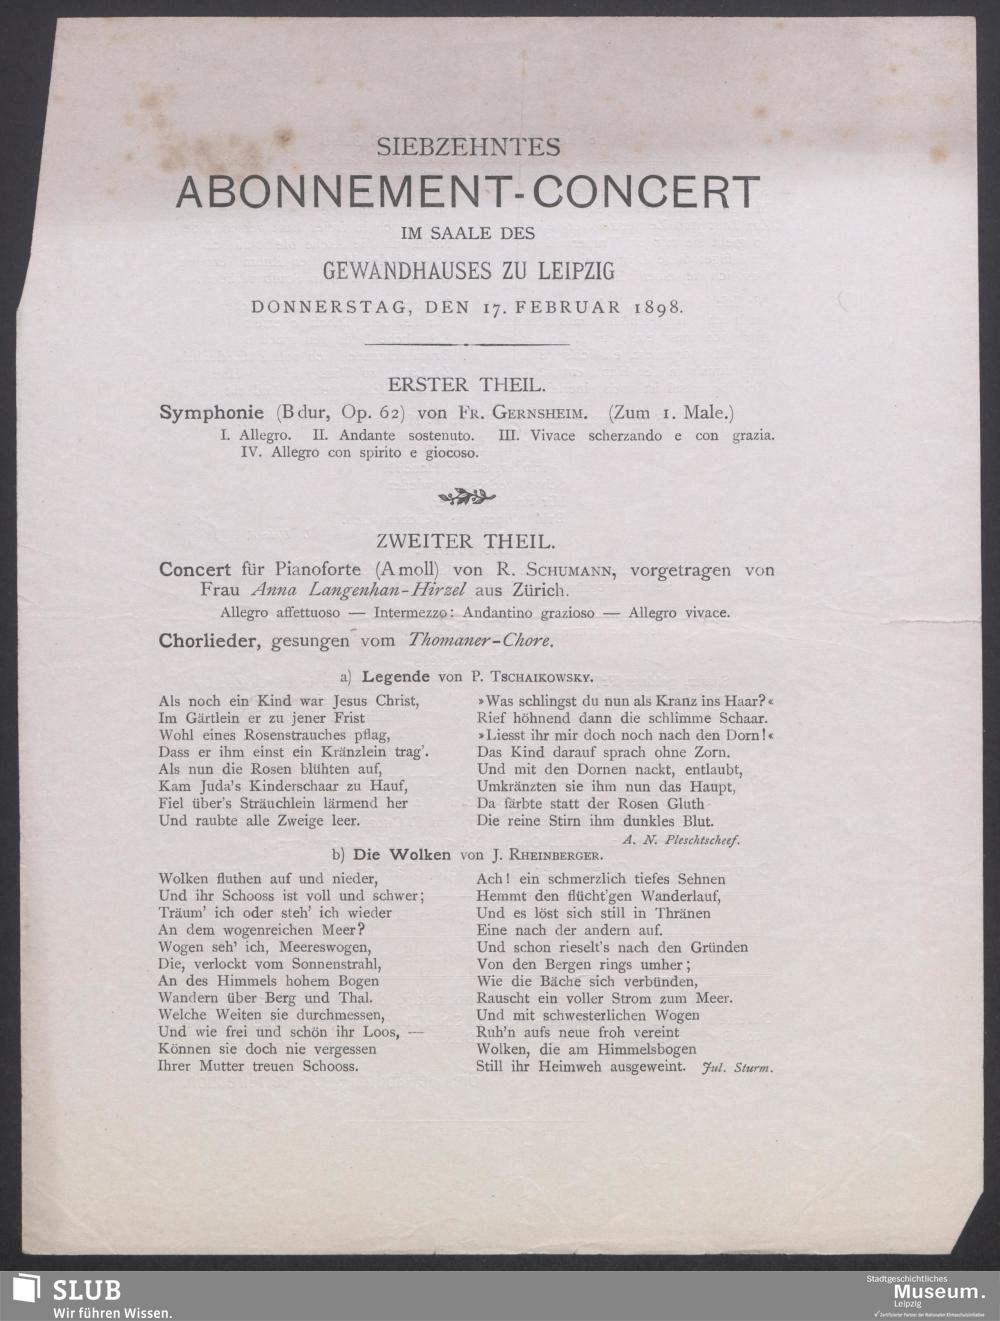 SIEBZEHNTES
ABONNEMENT-CONCERT
IM SAALE DES
GEWANDHAUSES ZU LEIPZIG
DONNERSTAG, DEN 17. FEBRUAR 1898.
ERSTER THEIL.
Symphonie (Bdur, Op. 62) von FR. GERNSHEIM. (Zum 1. Male.)
I. Allegro. II. Andante sostenuto. III. Vivace scherzando e con grazia.
IV. Allegro con spirito e giocoso.
ZWEITER THEIL.
Concert für Pianoforte (Amoll) von R. SCHUMANN, vorgetragen von
Frau Anna Langenhan-Hirzel aus Zürich.
Allegro affettuoso — Intermezzo: Andantino grazioso — Allegro vivace.
Chorlieder, gesungen vom Thomaner-Chore.
a) Legende von P. TSCHAIKOWSKY.
Als noch ein Kind war Jesus Christ,
Im Gärtlein er zu jener Frist
Wohl eines Rosenstrauches pflag,
Dass er ihm einst ein Kränzlein trag'.
Als nun die Rosen blühten auf,
Kam Juda's Kinderschaar zu Hauf,
Fiel über's Sträuchlein lärmend her
Und raubte alle Zweige leer.
»Was schlingst du nun als Kranz ins Haar?«
Rief höhnend dann die schlimme Schaar.
»Liesst ihr mir doch noch nach den Dorn!«
Das Kind darauf sprach ohne Zorn.
Und mit den Dornen nackt, entlaubt,
Umkränzten sie ihm nun das Haupt,
Da färbte statt der Rosen Gluth
Die reine Stirn ihm dunkles Blut.
A. N. Pleschtscheef.
b) Die Wolken von J. RHEINBERGER.
Wolken fluthen auf und nieder,
Und ihr Schooss ist voll und schwer;
Träum' ich oder steh' ich wieder
An dem wogenreichen Meer?
Wogen seh' ich, Meereswogen,
Die, verlockt vom Sonnenstrahl,
An des Himmels hohem Bogen
Wandern über Berg und Thal.
Welche Weiten sie durchmessen,
Und wie frei und schön ihr Loos, —
Können sie doch nie vergessen
Ihrer Mutter treuen Schooss.
Ach! ein schmerzlich tiefes Sehnen
Hemmt den flücht'gen Wanderlauf,
Und es löst sich still in Thränen
Eine nach der andern auf.
Und schon rieselt's nach den Gründen
Von den Bergen rings umher;
Wie die Bäche sich verbünden,
Rauscht ein voller Strom zum Meer.
Und mit schwesterlichen Wogen
Ruh'n aufs neue froh vereint
Wolken, die am Himmelsbogen
Still ihr Heimweh ausgeweint. Jul. Sturm.
SLUB
Wir führen Wissen.
Stadtgeschichtliches
Museum.
Leipzig
Zertifizierter Partner der Nationalen Klimaschutzinitiative